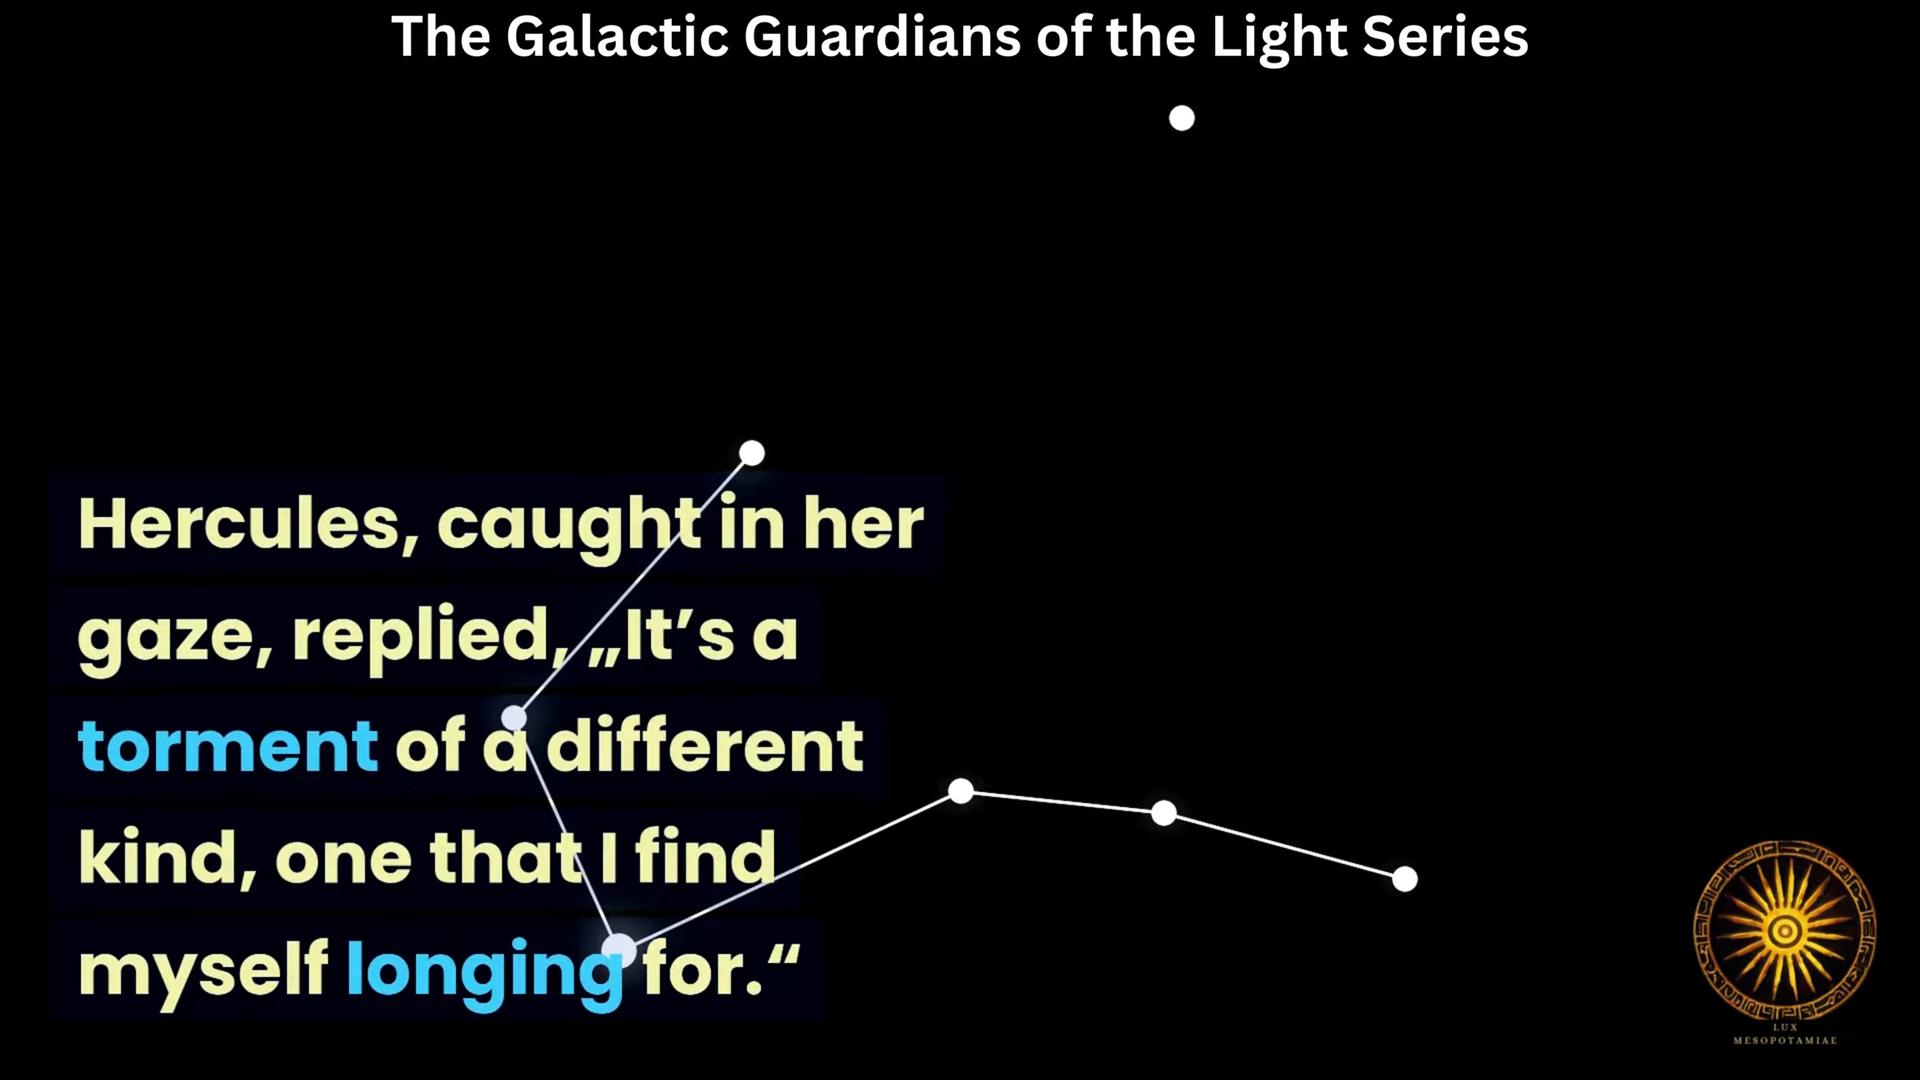 The Galactic Guardians of the Light Series
Hercules, caught in her
gaze, replied, „It’s a
torment of a different
kind, one that I find
myself longing for.“
LUX
MESOPOTAMIAE